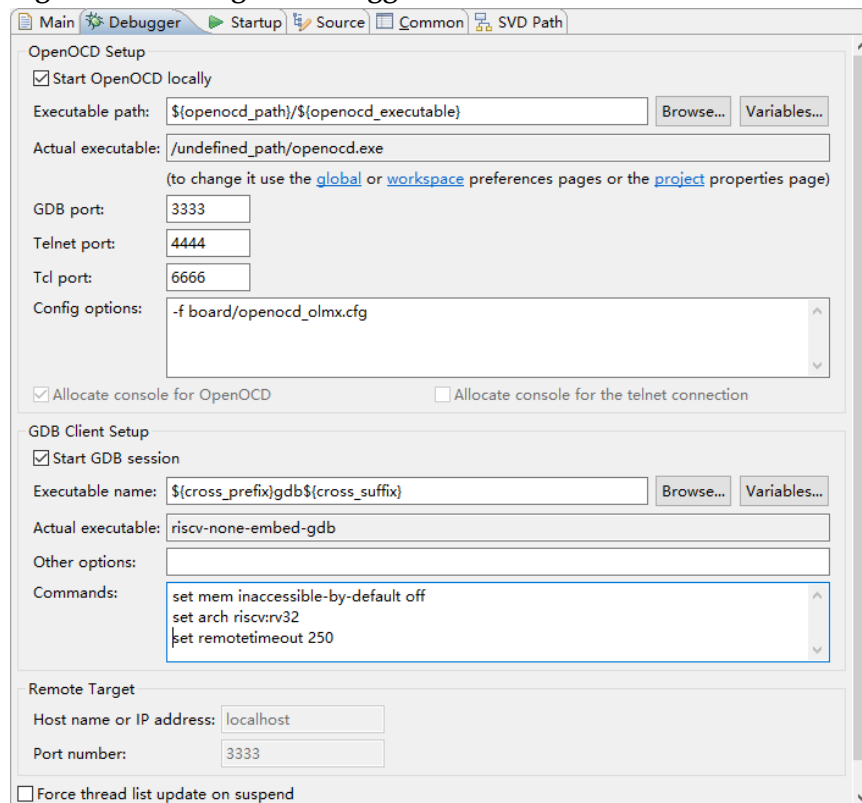 Main Debugger Startup Source Common SVD Path
OpenOCD Setup
Start OpenOCD locally
Executable path: ${openocd_path}/${openocd_executable} Browse... Variables...
Actual executable: /undefined_path/openocd.exe
(to change it use the global or workspace preferences pages or the project properties page)
GDB port: 3333
Telnet port: 4444
Tcl port: 6666
Config options: -f board/openocd_olmx.cfg
Allocate console for OpenOCD Allocate console for the telnet connection
GDB Client Setup
Start GDB session
Executable name: ${cross_prefix}gdb${cross_suffix} Browse... Variables...
Actual executable: riscv-none-embed-gdb
Other options:
Commands: set mem inaccessible-by-default off
set arch riscv:rv32
set remotetimeout 250
Remote Target
Host name or IP address: localhost
Port number: 3333
Force thread list update on suspend